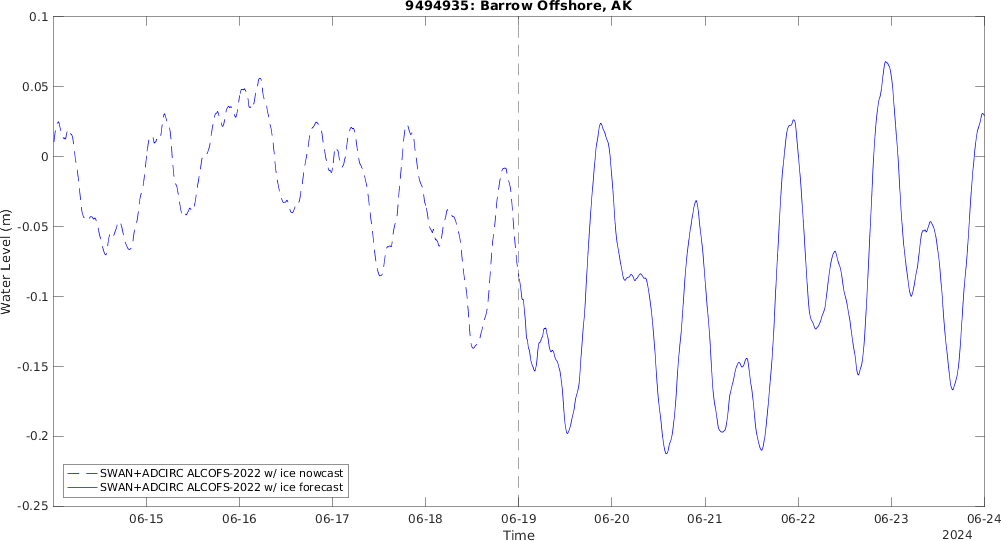 9494935: Barrow Offshore, AK
0.1
0.05
0
-0.05
-0.1
-0.15
-0.2
-0.25
Water Level (m)
SWAN+ADCIRC ALCOFS-2022 w/ ice nowcast
SWAN+ADCIRC ALCOFS-2022 w/ ice forecast
06-15 06-16 06-17 06-18 06-19 06-20 06-21 06-22 06-23 06-24
Time
2024